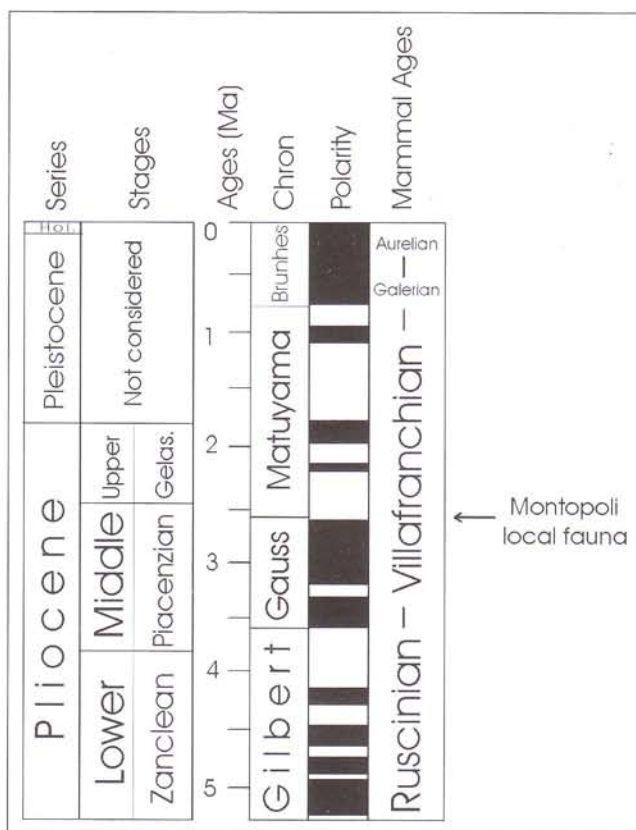 Series
Stages
Ages (Ma)
Chron
Polarity
Mammal Ages
Hol.
Pleistocene
Pliocene
Not considered
Upper
Gelas.
Middle
Piacenzian
Lower
Zanclean
0
1
2
3
4
5
Brunhes
Matuyama
Gauss
Gilbert
Aurelian
Galerian
Ruscinian – Villafranchian –
Montopoli
local fauna